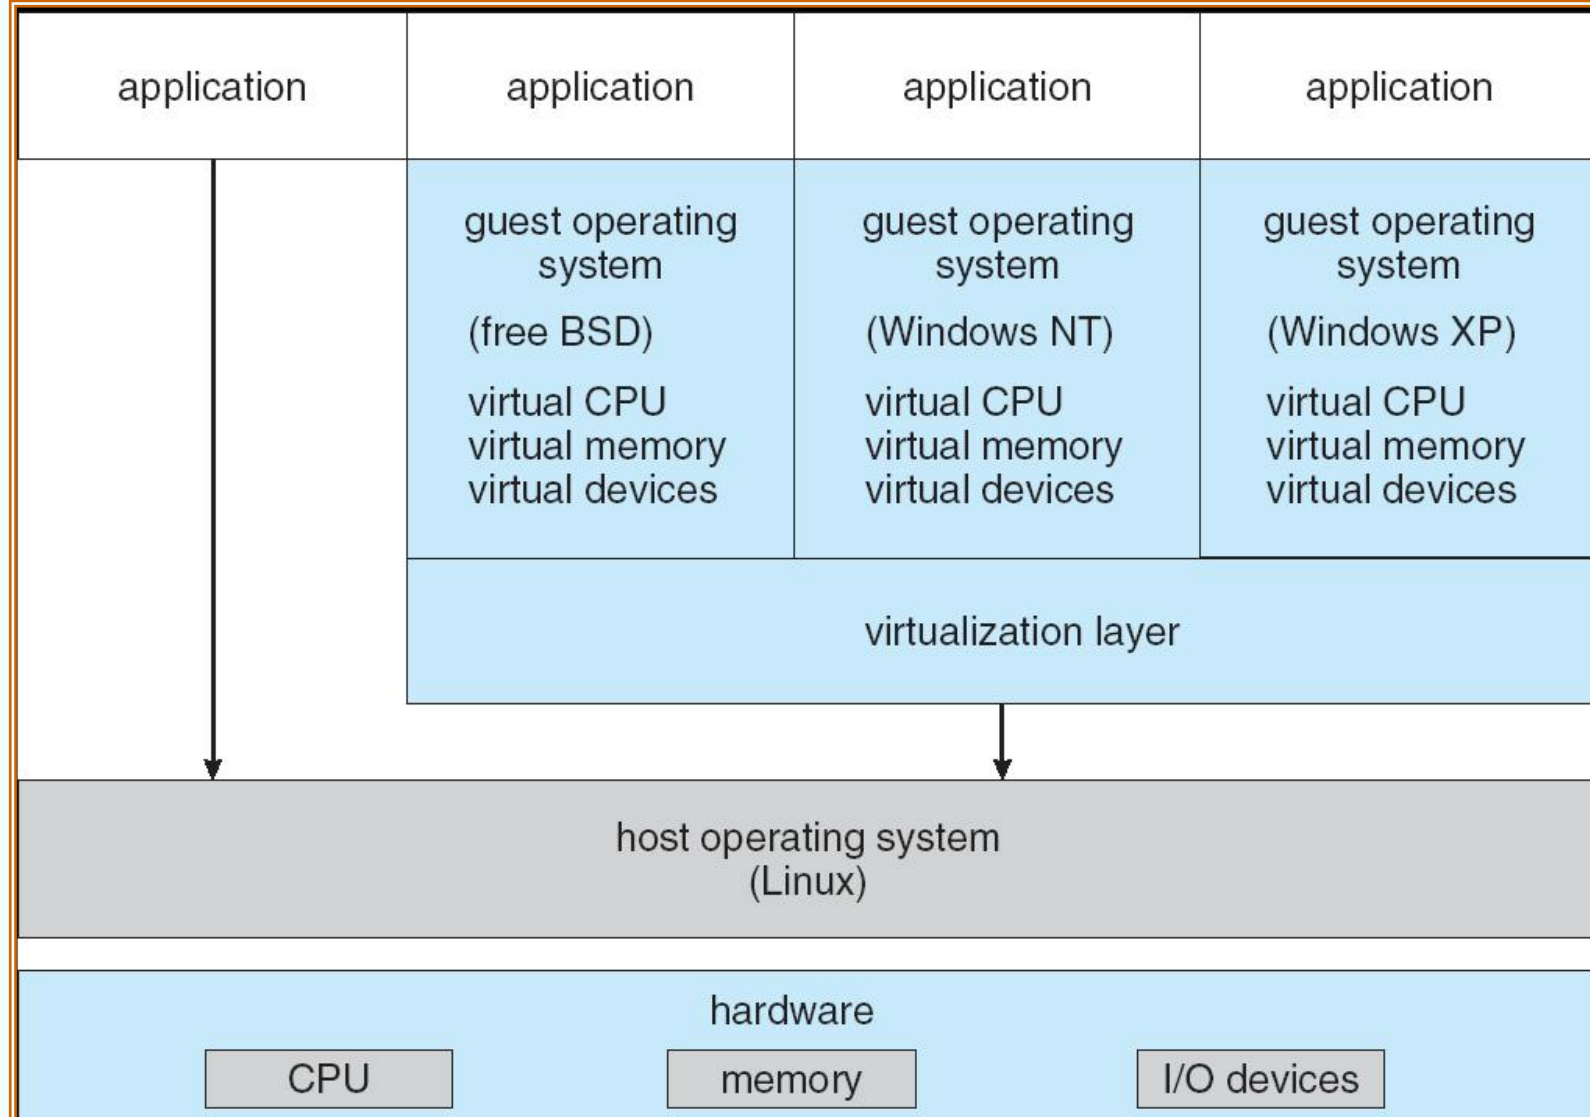 application
application
application
application
guest operating
system
(free BSD)
virtual CPU
virtual memory
virtual devices
guest operating
system
(Windows NT)
virtual CPU
virtual memory
virtual devices
guest operating
system
(Windows XP)
virtual CPU
virtual memory
virtual devices
virtualization layer
host operating system
(Linux)
hardware
CPU
memory
I/O devices